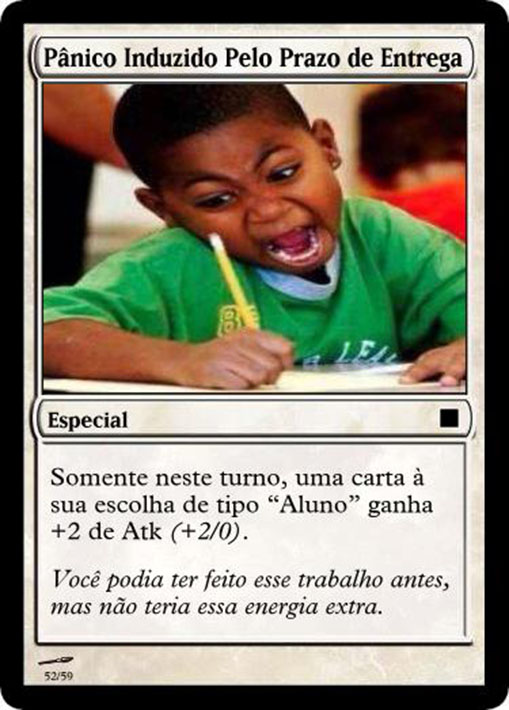 Pânico Induzido Pelo Prazo de Entrega
Especial
Somente neste turno, uma carta à
sua escolha de tipo “Aluno” ganha
+2 de Atk (+2/0).
Você podia ter feito esse trabalho antes,
mas não teria essa energia extra.
52/59